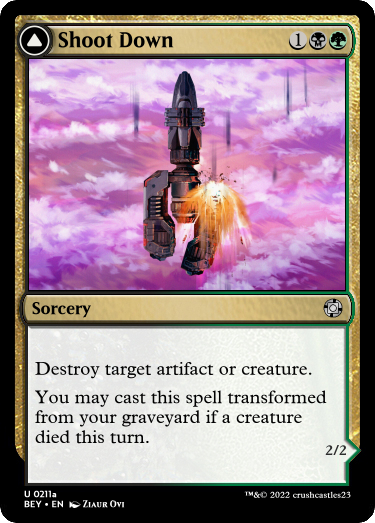 Shoot Down
1
Sorcery
Destroy target artifact or creature.
You may cast this spell transformed
from your graveyard if a creature
died this turn.
2/2
U 0211a
BEY • EN Ziaur Ovi
™&© 2022 crushcastles23